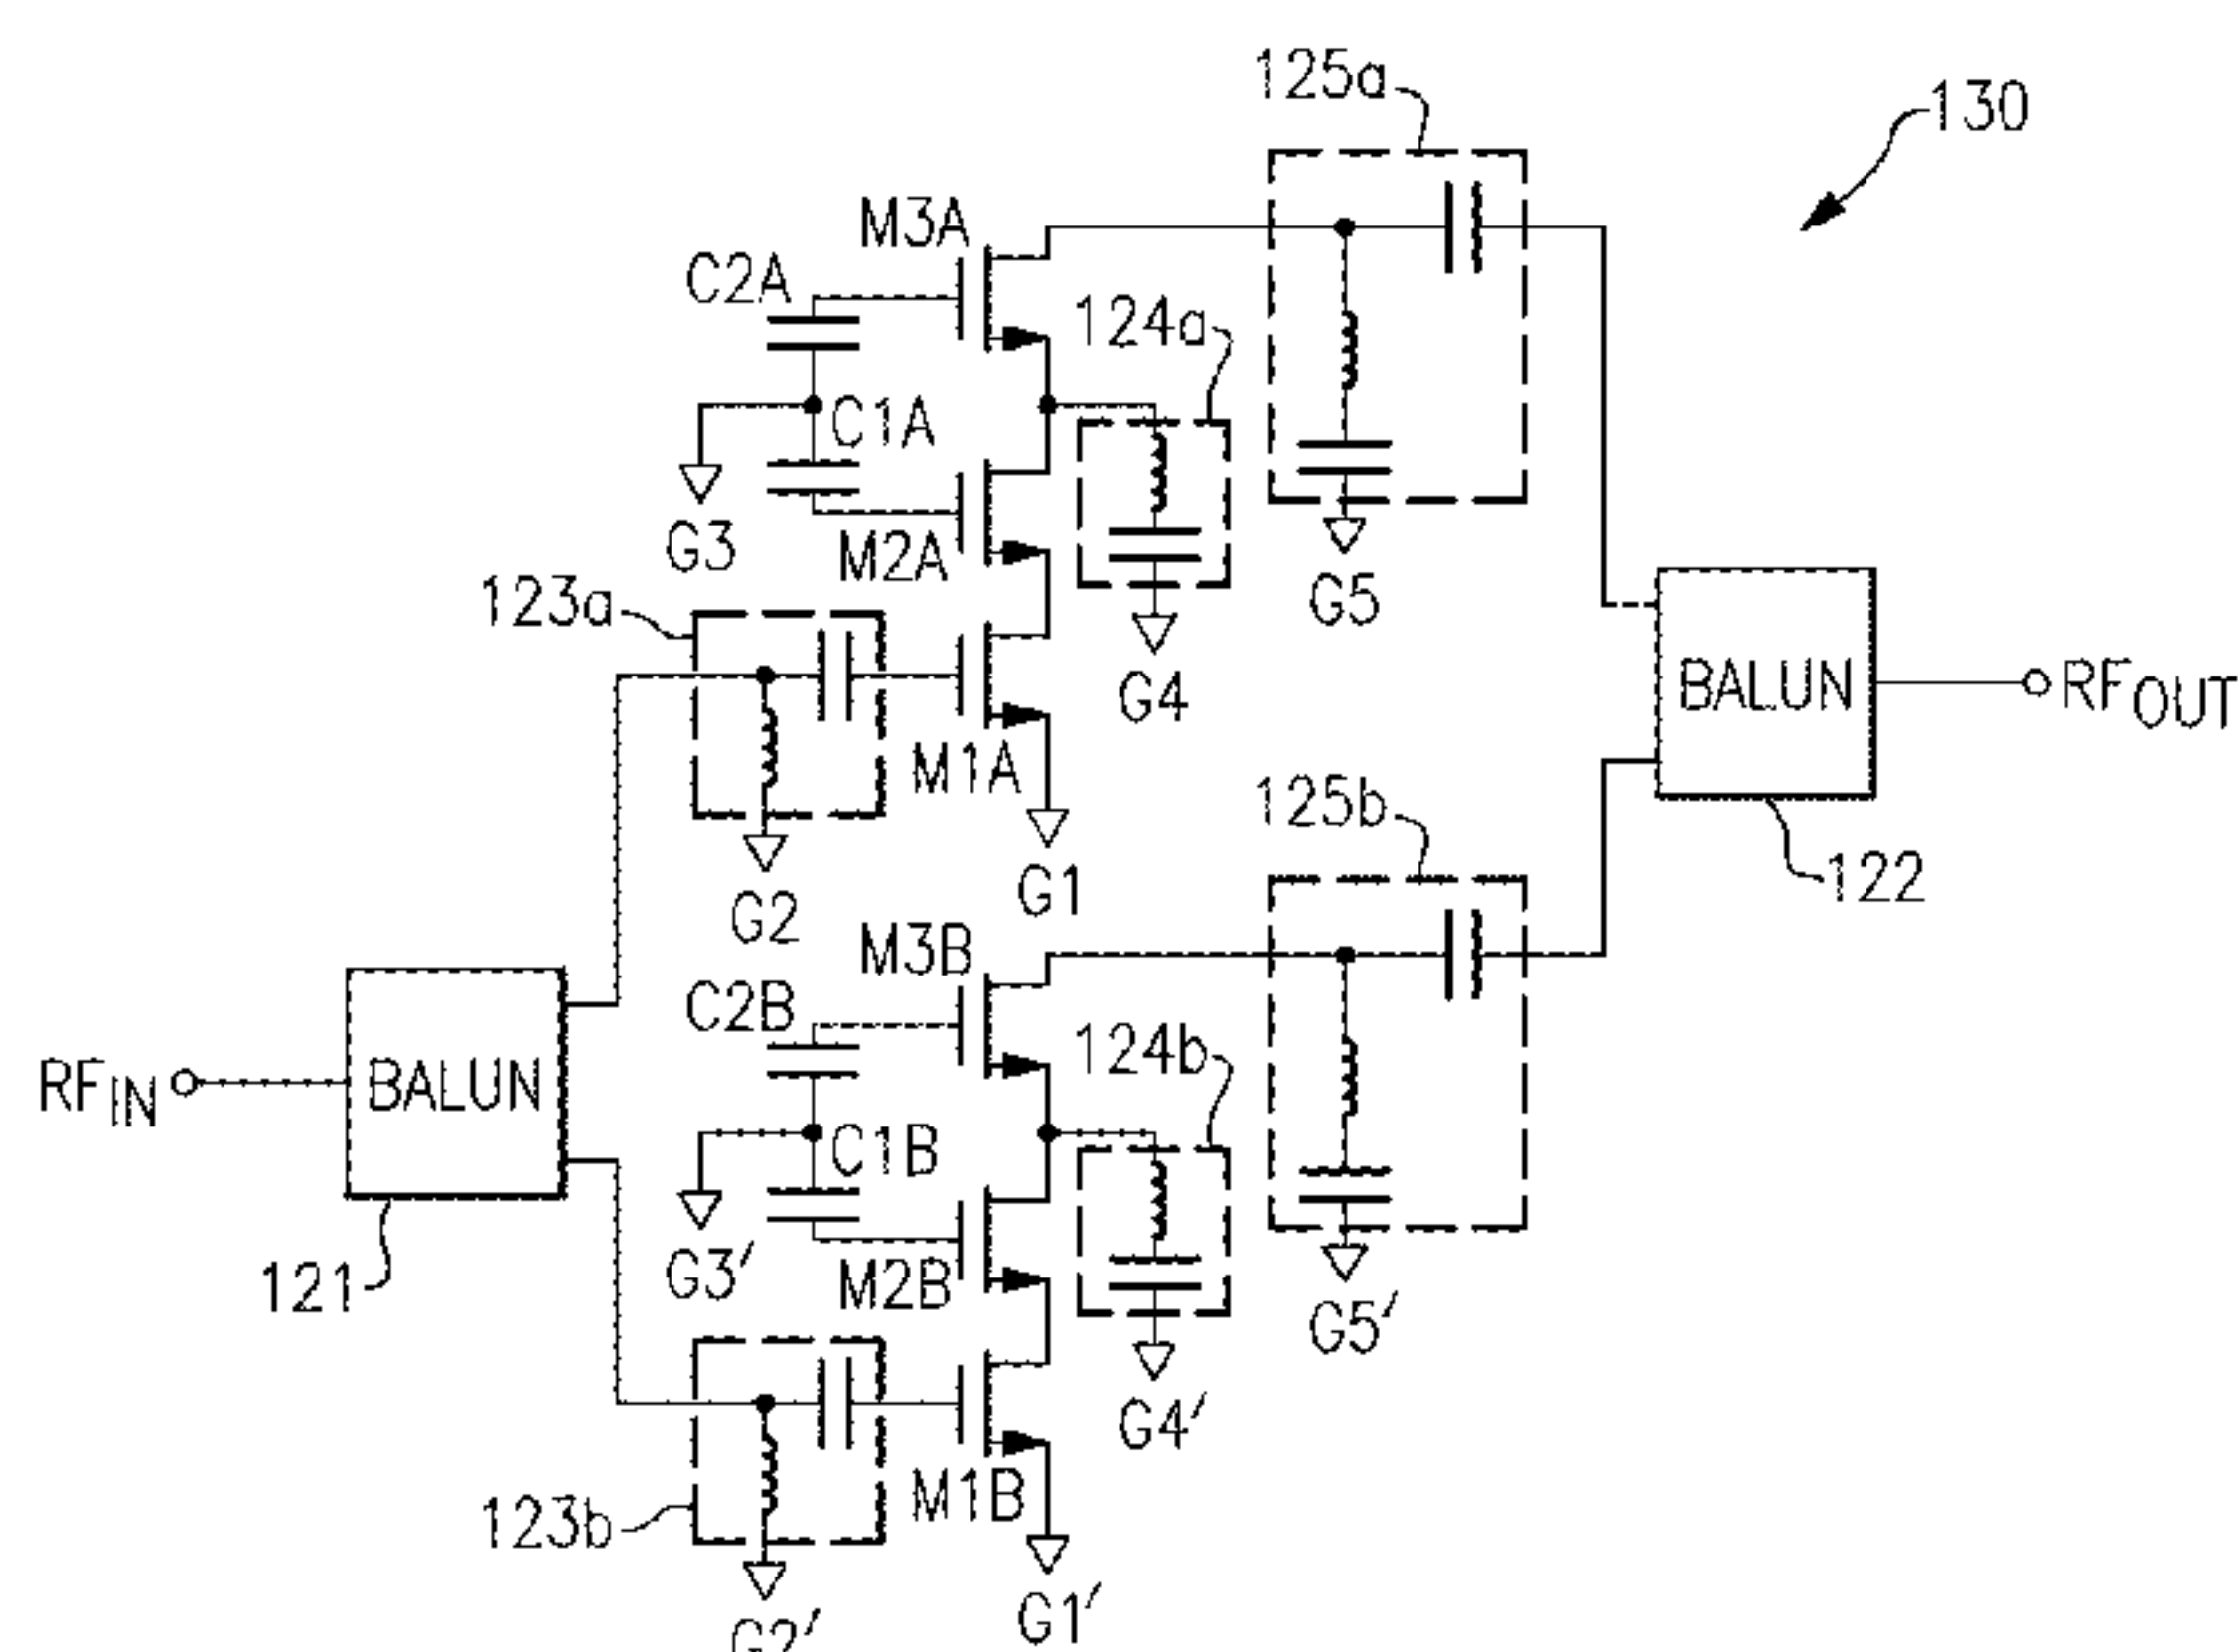 125a
130
M3A
C2A
124a
C1A
G3
M2A
G5
123a
G4
BALUN
RFOUT
M1A
125b
G1
122
G2
M3B
C2B
124b
RFIN
BALUN
C1B
121
G3'
M2B
G5'
G4'
123b
M1B
G1'
G2'